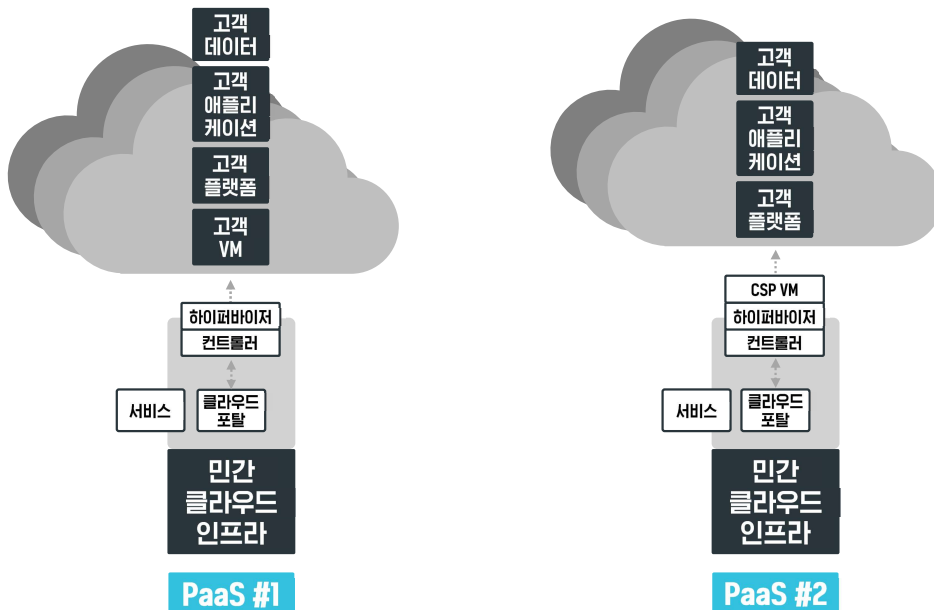 고객
데이터
고객
애플리
케이션
고객
플랫폼
고객
VM
하이퍼바이저
컨트롤러
서비스
클라우드
포탈
민간
클라우드
인프라
PaaS #1
고객
데이터
고객
애플리
케이션
고객
플랫폼
CSP VM
하이퍼바이저
컨트롤러
서비스
클라우드
포탈
민간
클라우드
인프라
PaaS #2